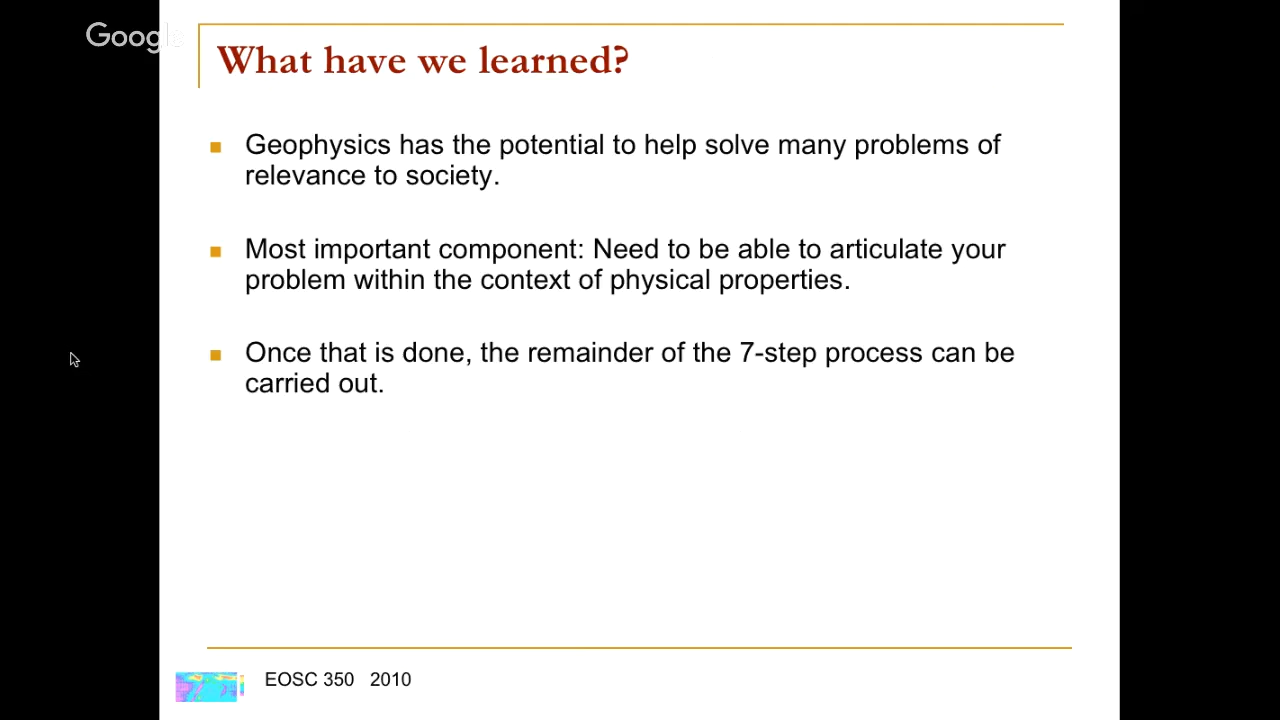 Google
What have we learned?
Geophysics has the potential to help solve many problems of
relevance to society.
Most important component: Need to be able to articulate your
problem within the context of physical properties.
Once that is done, the remainder of the 7-step process can be
carried out.
EOSC 350 2010